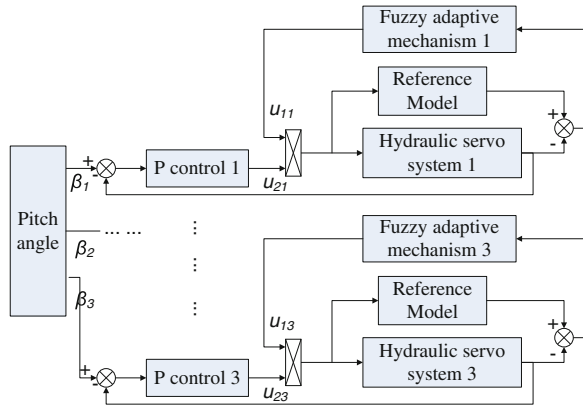 Fuzzy adaptive
mechanism 1
u11
Reference
Model
+
-
Hydraulic servo
system 1
+
-
β1
P control 1
u21
Pitch
angle
β2
... ...
β3
Fuzzy adaptive
mechanism 3
u13
Reference
Model
+
-
Hydraulic servo
system 3
+
-
P control 3
u23